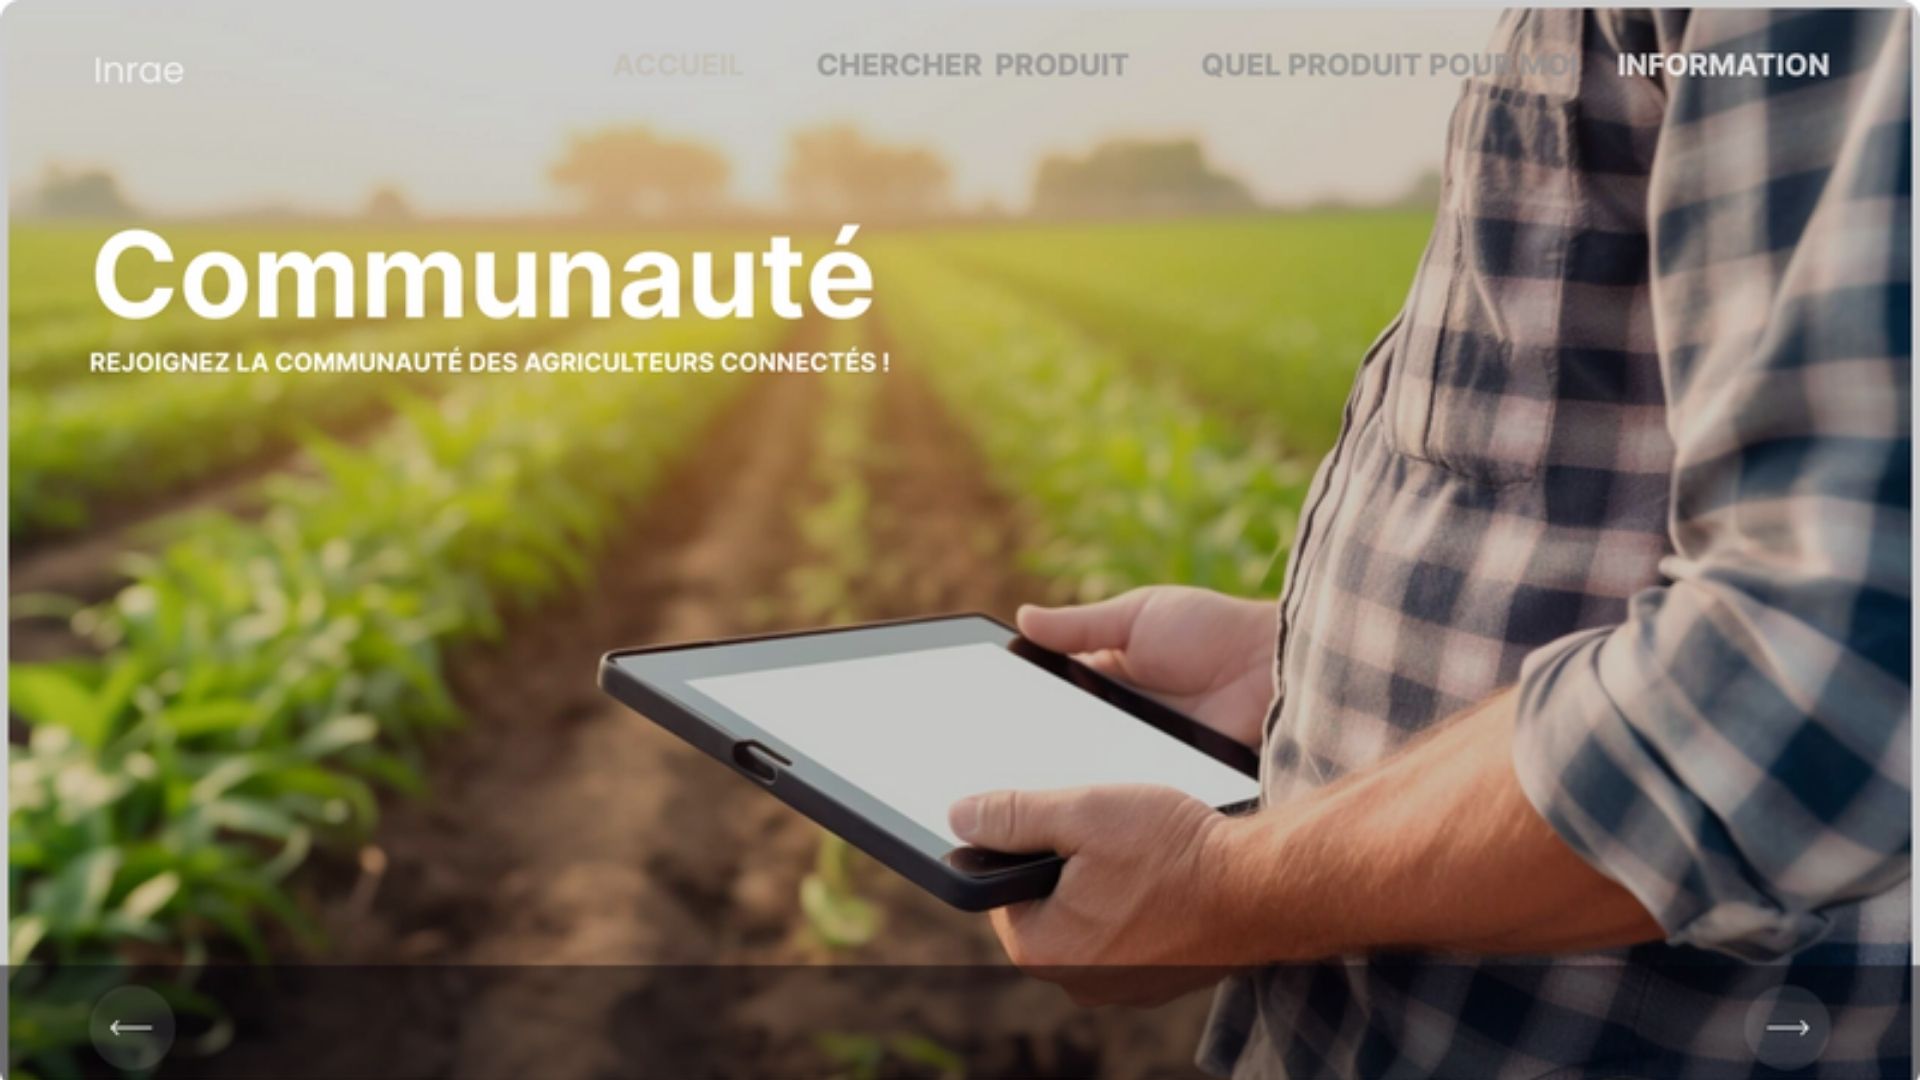 Inrae
ACCUEIL
CHERCHER PRODUIT
QUEL PRODUIT POUR MOI
INFORMATION
Communauté
REJOIGNEZ LA COMMUNAUTÉ DES AGRICULTEURS CONNECTÉS !